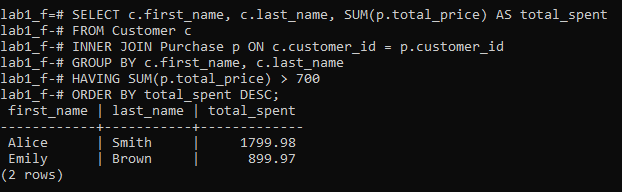 lab1_f=# SELECT c.first_name, c.last_name, SUM(p.total_price) AS total_spent
lab1_f-# FROM Customer c
lab1_f-# INNER JOIN Purchase p ON c.customer_id = p.customer_id
lab1_f-# GROUP BY c.first_name, c.last_name
lab1_f-# HAVING SUM(p.total_price) > 700
lab1_f-# ORDER BY total_spent DESC;
 first_name | last_name | total_spent
------------+-----------+-------------
 Alice      | Smith     |     1799.98
 Emily      | Brown     |      899.97
(2 rows)